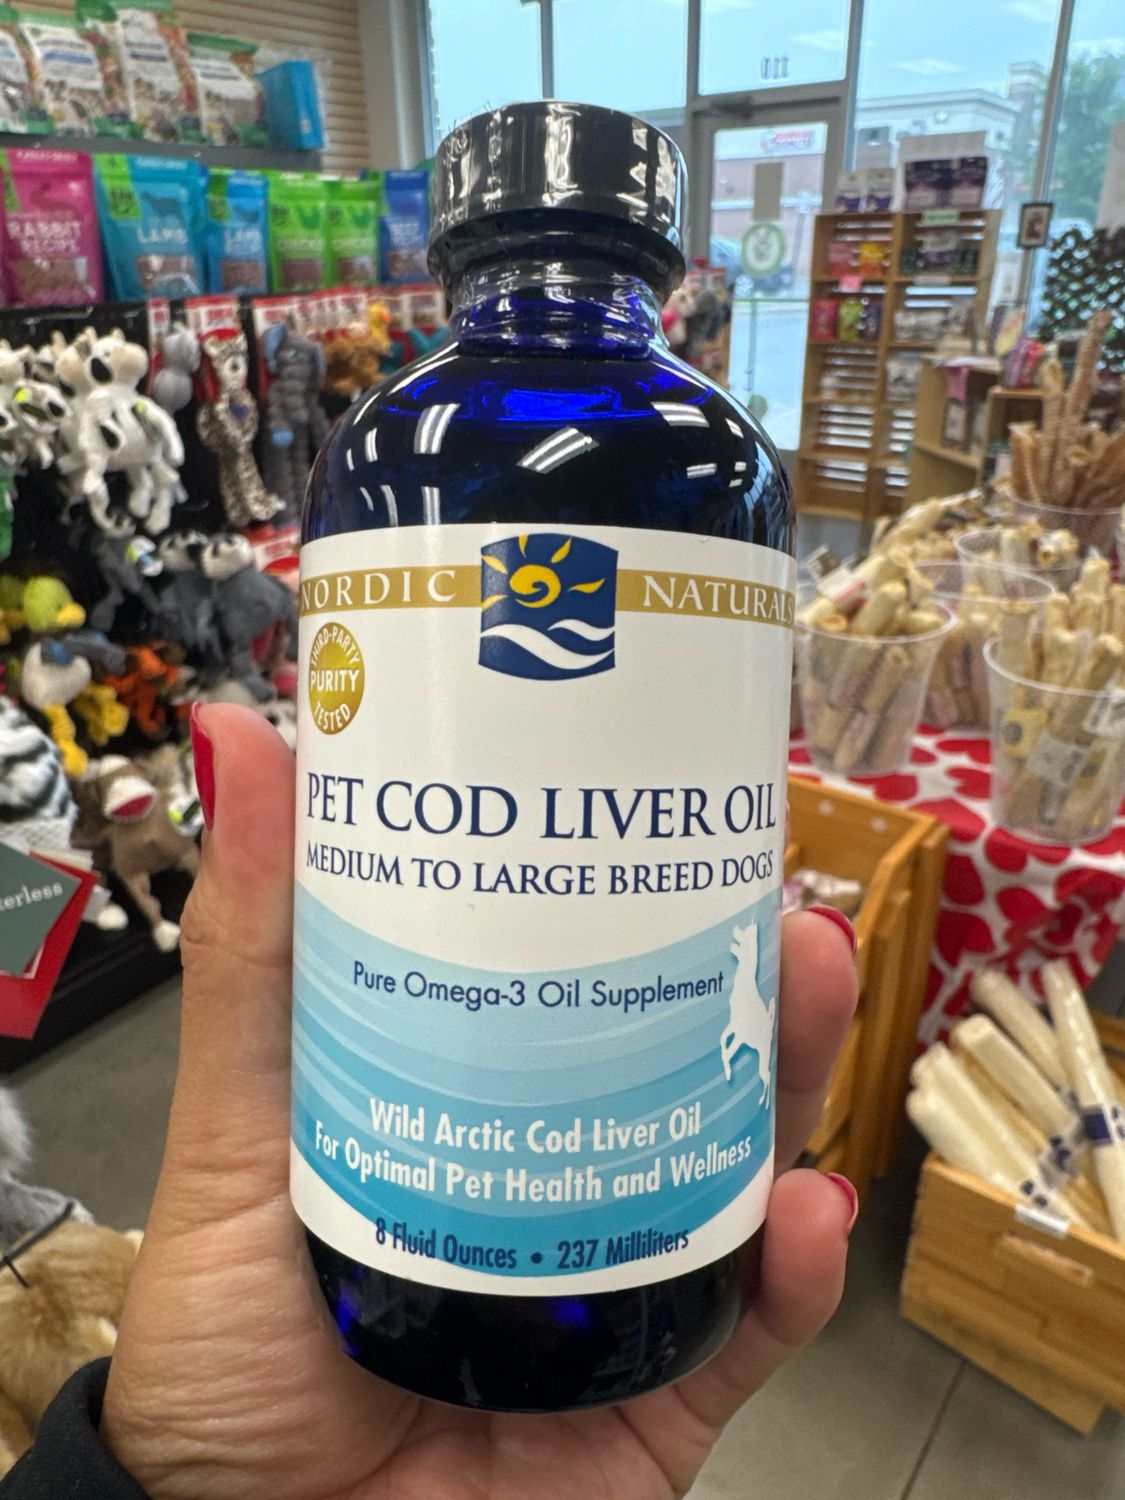 110
RABBIT
RECIPE
LAMB
NORDIC NATURALS
THIRD-PARTY
PURITY
TESTED
PET COD LIVER OIL
MEDIUM TO LARGE BREED DOGS
Pure Omega-3 Oil Supplement
Wild Arctic Cod Liver Oil
For Optimal Pet Health and Wellness
8 Fluid Ounces • 237 Milliliters